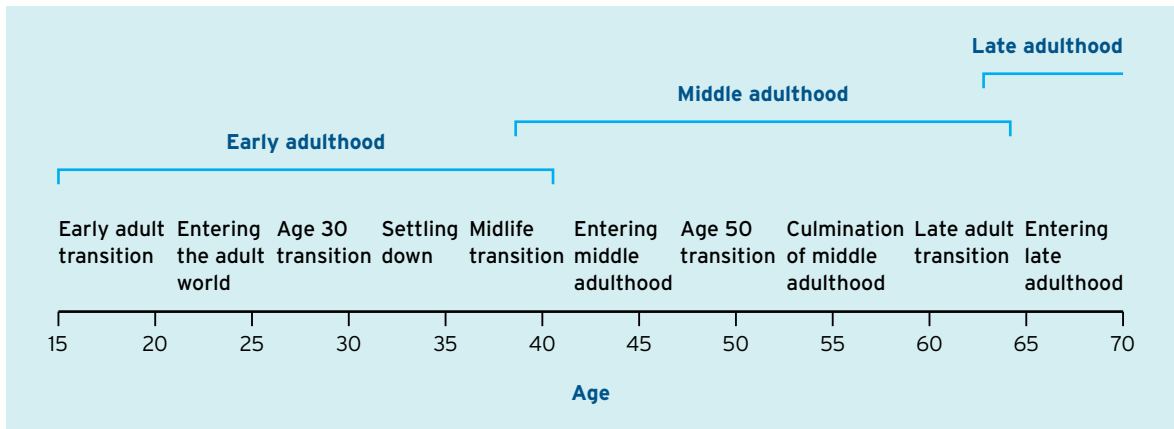 Late adulthood
Middle adulthood
Early adulthood
Early adult
transition
Entering
the adult
world
Age 30
transition
Settling
down
Midlife
transition
Entering
middle
adulthood
Age 50
transition
Culmination
of middle
adulthood
Late adult
transition
Entering
late
adulthood
15 20 25 30 35 40 45 50 55 60 65 70
Age